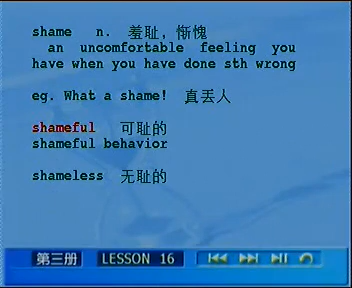 shame n. 羞耻, 惭愧
an uncomfortable feeling you
have when you have done sth wrong
eg. What a shame! 真丢人
shameful 可耻的
shameful behavior
shameless 无耻的
第三册 LESSON 16